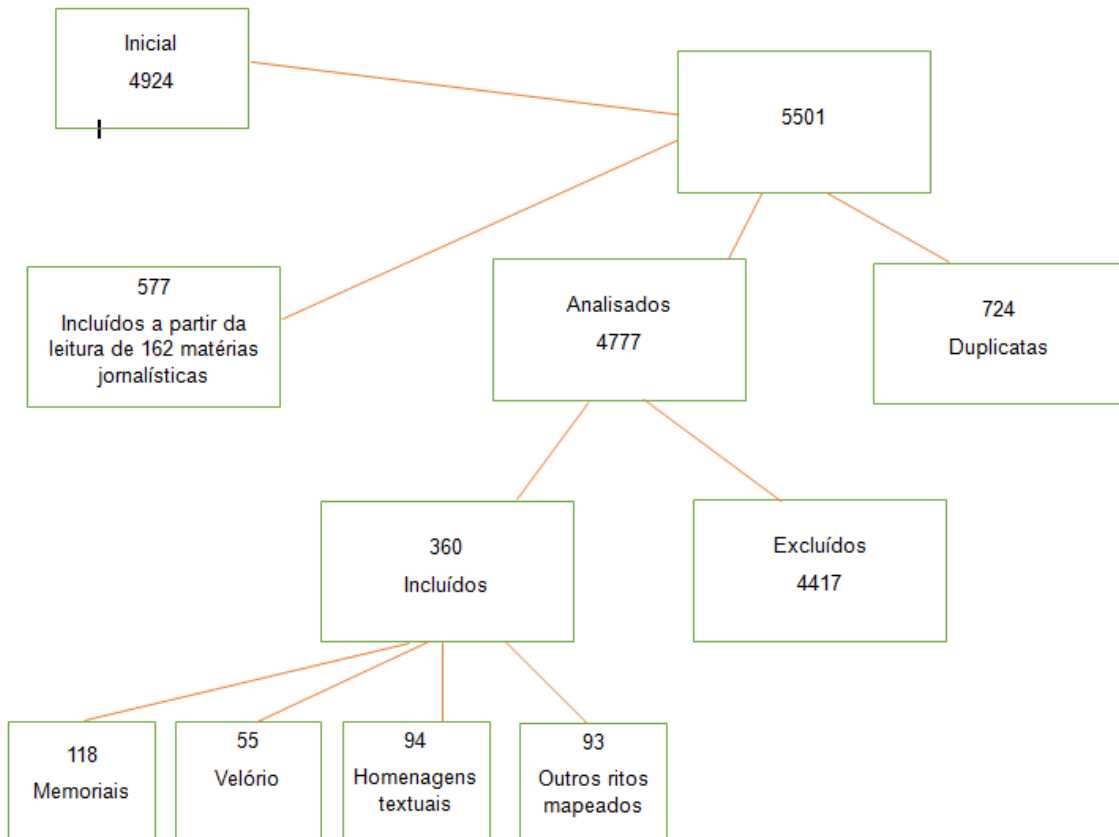 Inicial
4924
5501
577
Incluídos a partir da
leitura de 162 matérias
jornalísticas
Analisados
4777
724
Duplicatas
360
Incluídos
Excluídos
4417
118
Memoriais
55
Velório
94
Homenagens
textuais
93
Outros ritos
mapeados